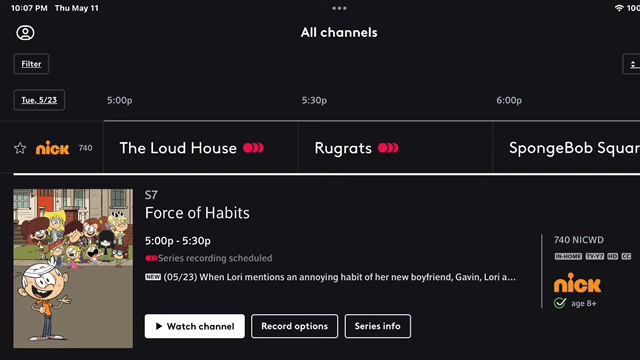 10:07 PM Thu May 11
100
All channels
Filter
Tue, 5/23 5:00p 5:30p 6:00p
nick 740 The Loud House Rugrats SpongeBob Squar
S7
Force of Habits
5:00p - 5:30p
Series recording scheduled
NEW (05/23) When Lori mentions an annoying habit of her new boyfriend, Gavin, Lori a...
740 NICWD
IN-HOME TV-Y7 HD CC
nick
age 8+
Watch channel Record options Series info